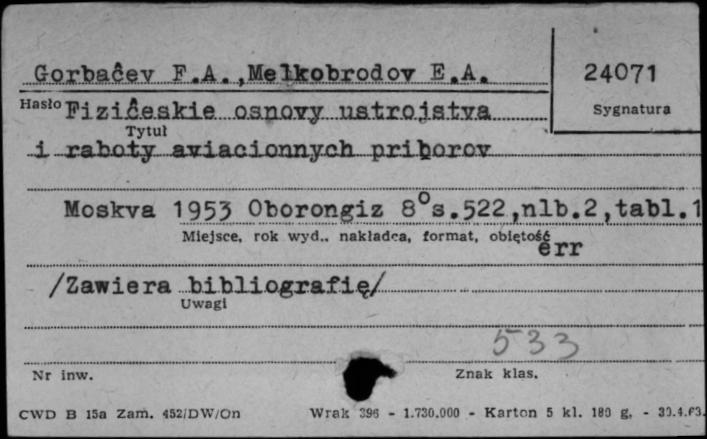 Gorbačev F.A.,Melkobrodov E.A.
24071
Hasło
Sygnatura
Fizičeskie osnovy ustrojstva
Tytuł
i raboty aviacionnych priborov
Moskva 1953 Oborongiz 8°s.522,nlb.2,tabl.1
Miejsce, rok wyd., nakładca, format, objętość
err
/Zawiera bibliografię/
Uwagi
533
Nr inw.
Znak klas.
CWD B 15a Zam. 452/DW/On Wrak 396 - 1.730.000 - Karton 5 kl. 180 g. - 30.4.63.